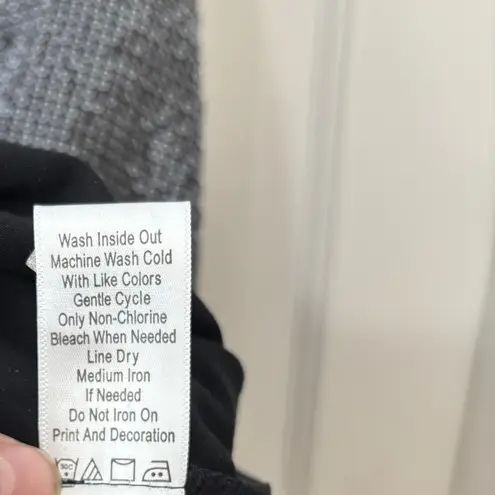 Wash Inside Out
Machine Wash Cold
With Like Colors
Gentle Cycle
Only Non-Chlorine
Bleach When Needed
Line Dry
Medium Iron
If Needed
Do Not Iron On
Print And Decoration
30C